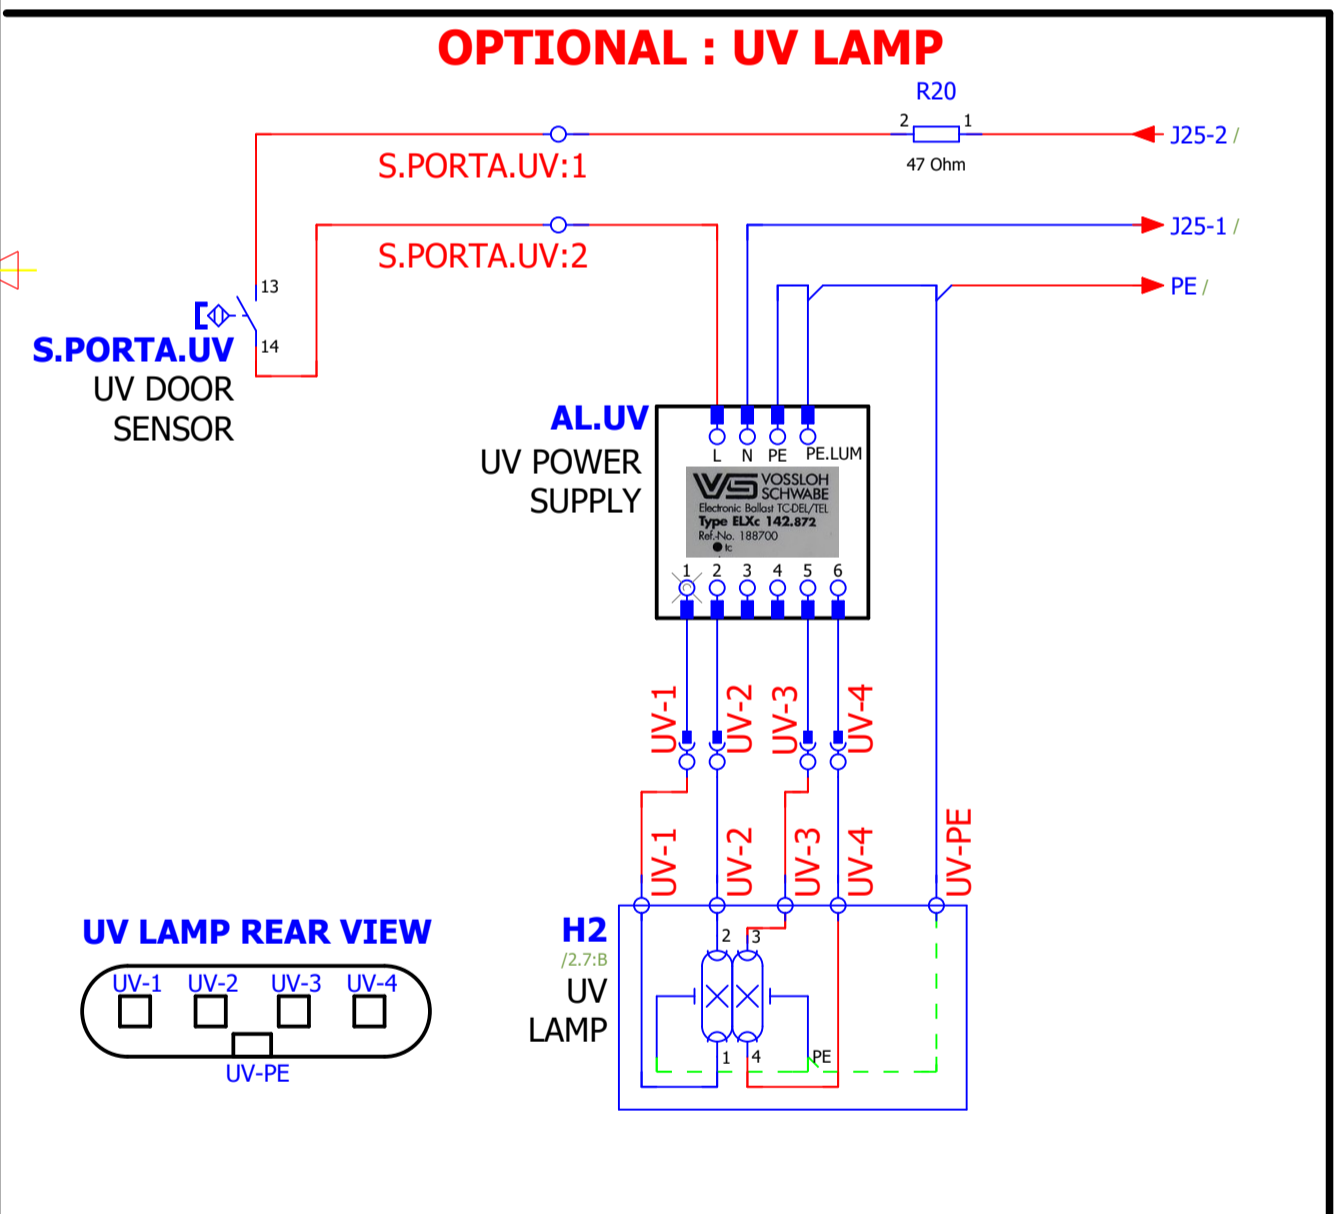 OPTIONAL : UV LAMP
R20
2
1
J25-2 /
47 Ohm
S.PORTA.UV:1
J25-1 /
S.PORTA.UV:2
PE /
13
14
S.PORTA.UV
UV DOOR
SENSOR
AL.UV
UV POWER
SUPPLY
L
N
PE
PE.LUM
VS
VOSSLOH
SCHWABE
Electronic Ballast TC-DEL/TEL
Type ELXc 142.872
Ref.-No. 188700
tc
1
2
3
4
5
6
UV-1
UV-2
UV-3
UV-4
UV-1
UV-2
UV-3
UV-4
UV-PE
H2
/2.7:B
UV
LAMP
2
3
1
4
PE
UV LAMP REAR VIEW
UV-1
UV-2
UV-3
UV-4
UV-PE